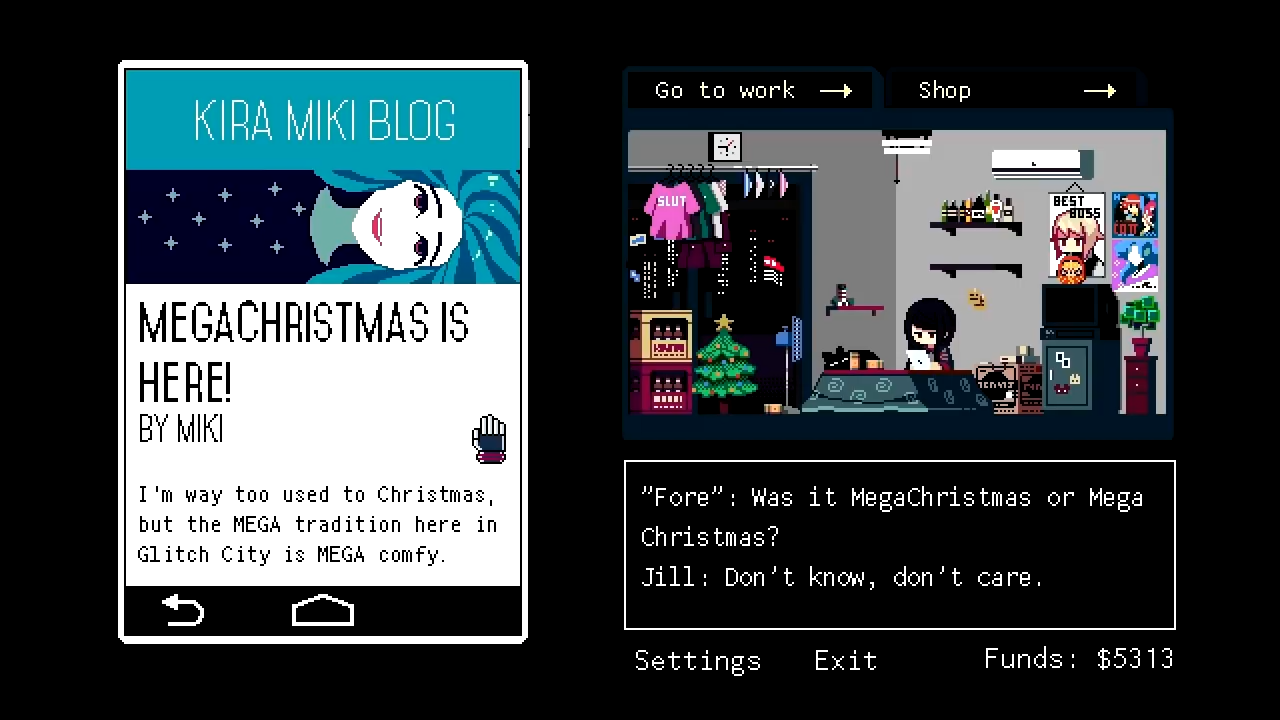 KIRA MIKI BLOG
MEGACHRISTMAS IS
HERE!
BY MIKI
I'm way too used to Christmas,
but the MEGA tradition here in
Glitch City is MEGA comfy.
Go to work
Shop
SLUT
BEST
BOSS
"Fore": Was it MegaChristmas or Mega
Christmas?
Jill: Don't know, don't care.
Settings
Exit
Funds: $5313